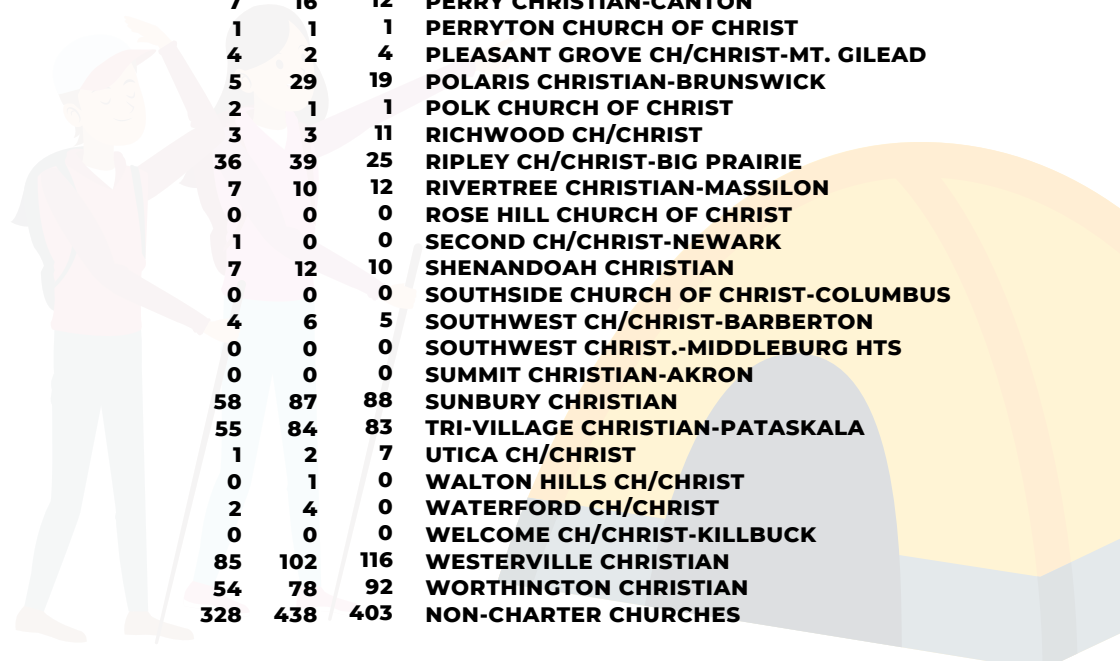 7 16 12 PERRY CHRISTIAN-CANTON
1 1 1 PERRYTON CHURCH OF CHRIST
4 2 4 PLEASANT GROVE CH/CHRIST-MT. GILEAD
5 29 19 POLARIS CHRISTIAN-BRUNSWICK
2 1 1 POLK CHURCH OF CHRIST
3 3 11 RICHWOOD CH/CHRIST
36 39 25 RIPLEY CH/CHRIST-BIG PRAIRIE
7 10 12 RIVERTREE CHRISTIAN-MASSILON
0 0 0 ROSE HILL CHURCH OF CHRIST
1 0 0 SECOND CH/CHRIST-NEWARK
7 12 10 SHENANDOAH CHRISTIAN
0 0 0 SOUTHSIDE CHURCH OF CHRIST-COLUMBUS
4 6 5 SOUTHWEST CH/CHRIST-BARBERTON
0 0 0 SOUTHWEST CHRIST.-MIDDLEBURG HTS
0 0 0 SUMMIT CHRISTIAN-AKRON
58 87 88 SUNBURY CHRISTIAN
55 84 83 TRI-VILLAGE CHRISTIAN-PATASKALA
1 2 7 UTICA CH/CHRIST
0 1 0 WALTON HILLS CH/CHRIST
2 4 0 WATERFORD CH/CHRIST
0 0 0 WELCOME CH/CHRIST-KILLBUCK
85 102 116 WESTERVILLE CHRISTIAN
54 78 92 WORTHINGTON CHRISTIAN
328 438 403 NON-CHARTER CHURCHES